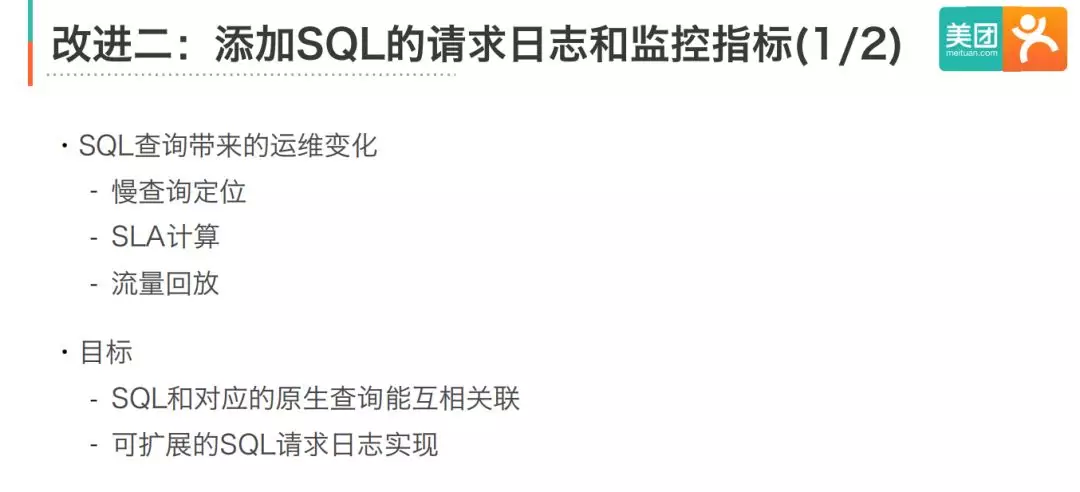 改进二：添加SQL的请求日志和监控指标(1/2)
美团
meituan.com
· SQL查询带来的运维变化
- 慢查询定位
- SLA计算
- 流量回放
· 目标
- SQL和对应的原生查询能互相关联
- 可扩展的SQL请求日志实现